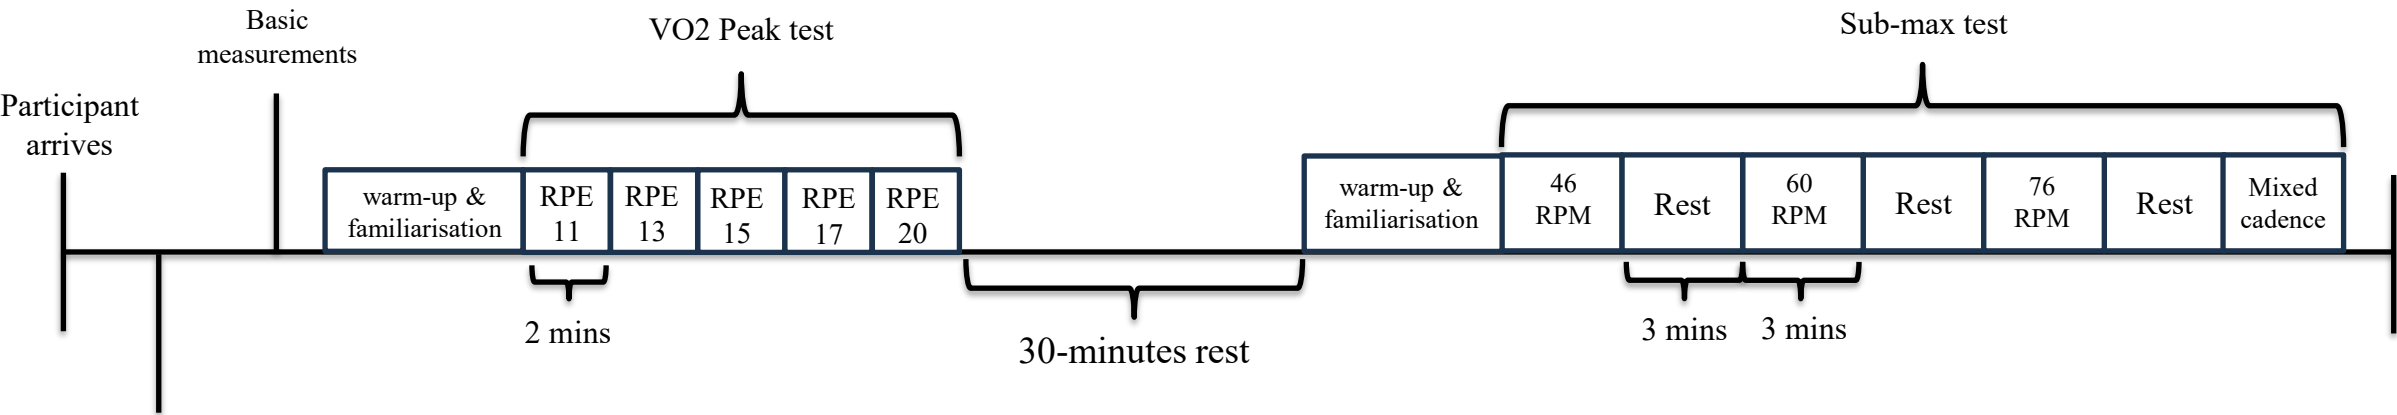 Participant
arrives
Basic
measurements
VO2 Peak test
warm-up &
familiarisation
RPE
11
RPE
13
RPE
15
RPE
17
RPE
20
2 mins
30-minutes rest
Sub-max test
warm-up &
familiarisation
46
RPM
Rest
60
RPM
Rest
76
RPM
Rest
Mixed
cadence
3 mins
3 mins